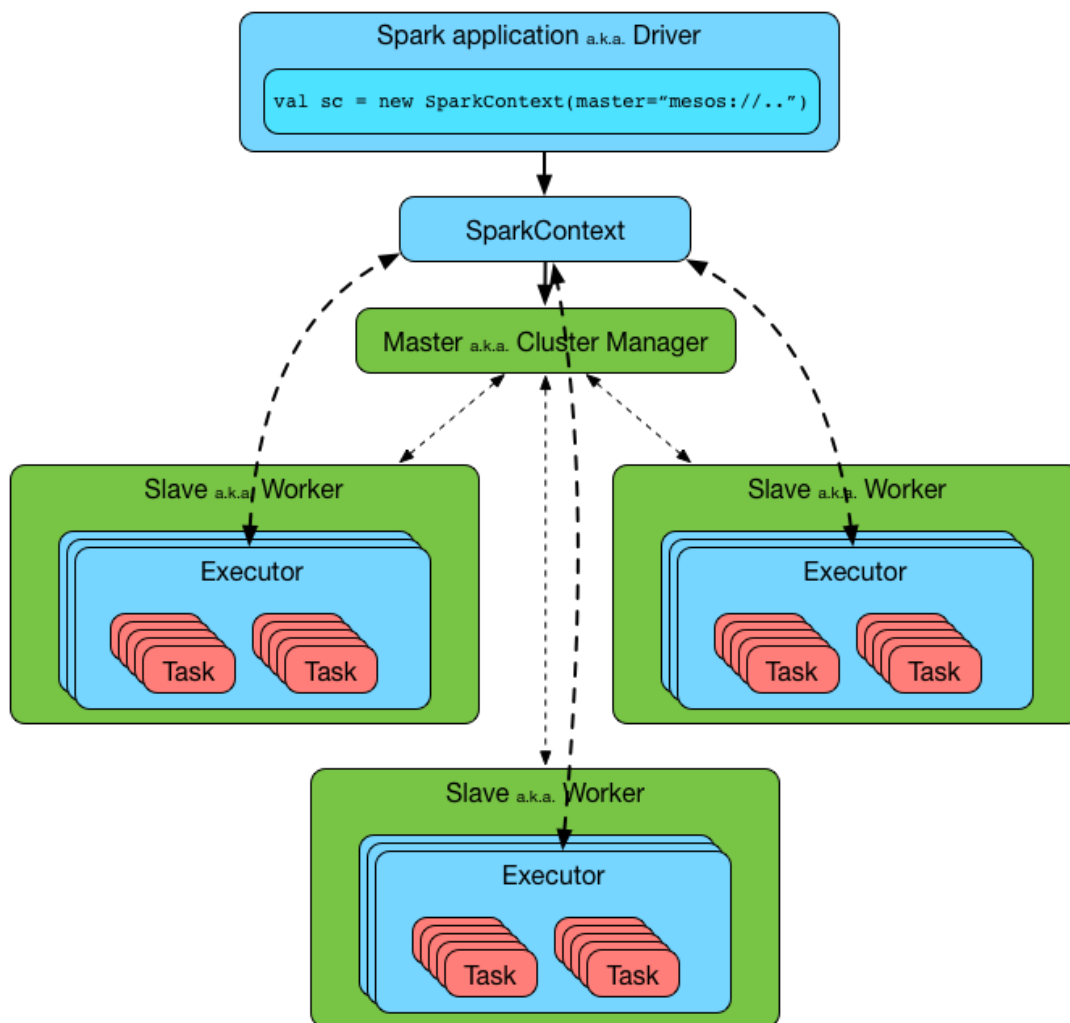 Spark application a.k.a. Driver
val sc = new SparkContext(master=“mesos://..”)
SparkContext
Master a.k.a. Cluster Manager
Slave a.k.a. Worker
Executor
Task
Task
Slave a.k.a. Worker
Executor
Task
Task
Slave a.k.a. Worker
Executor
Task
Task